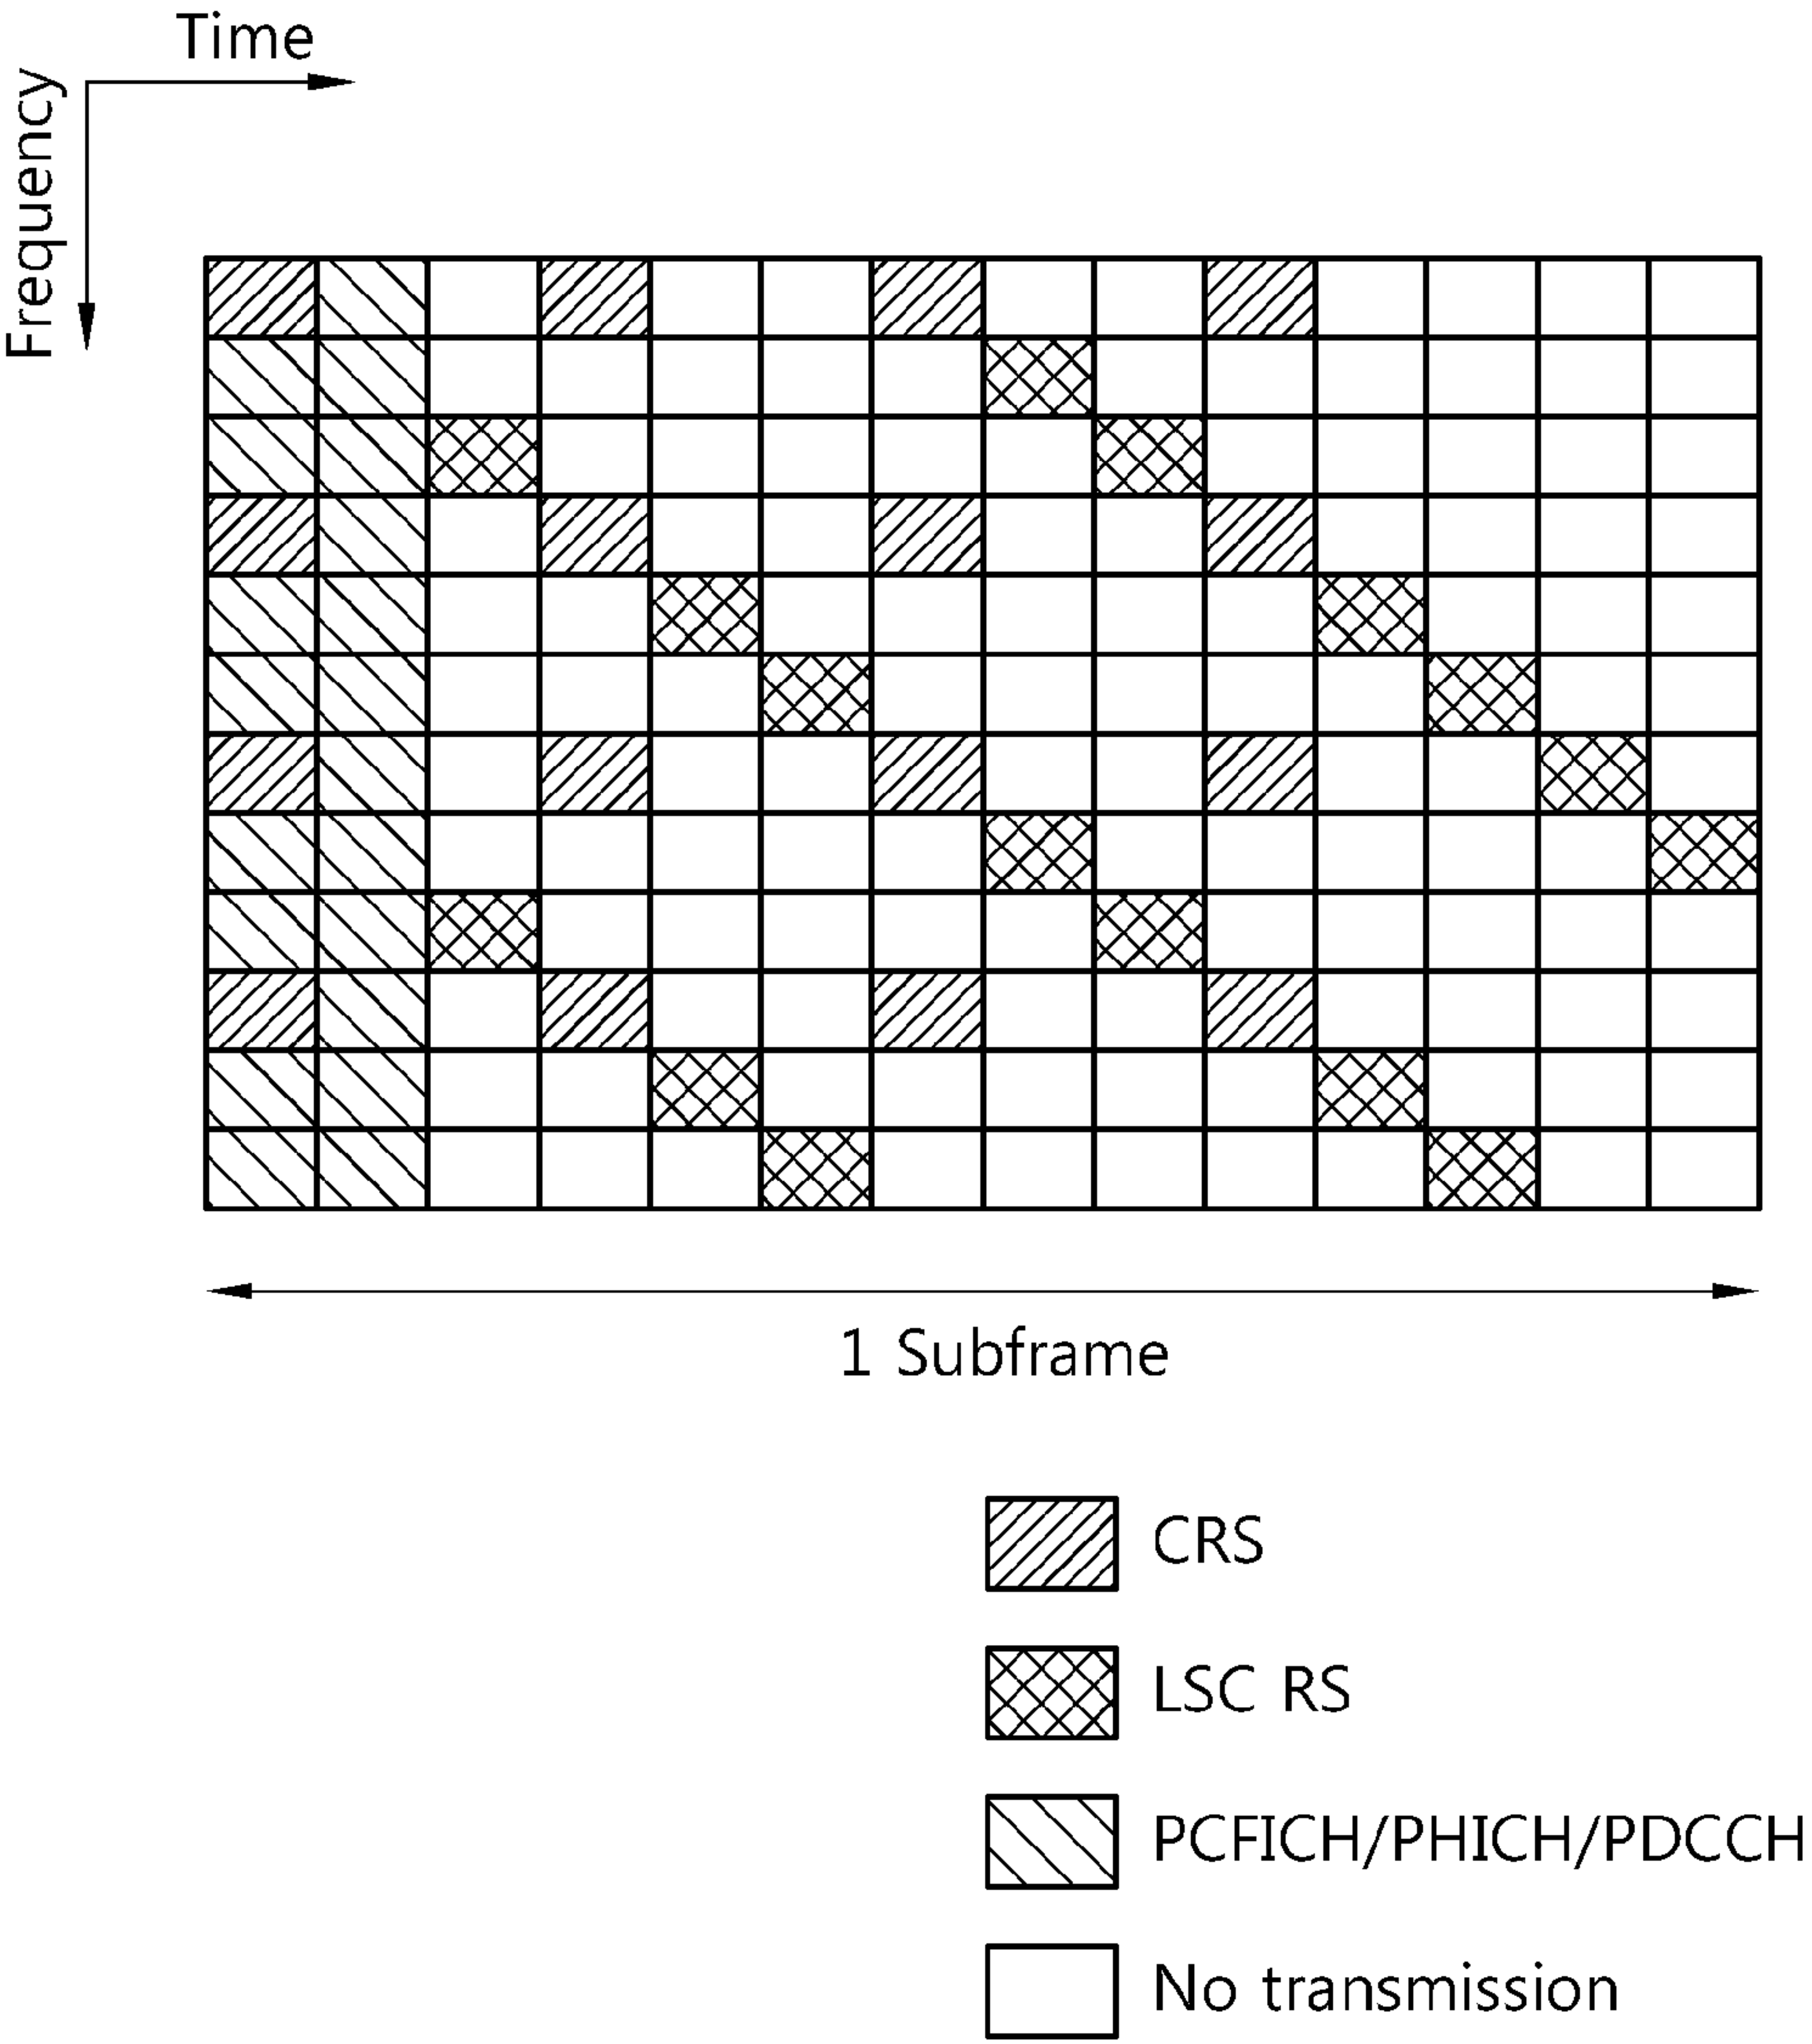 Time
Frequency
1 Subframe
CRS
LSC RS
PCFICH/PHICH/PDCCH
No transmission